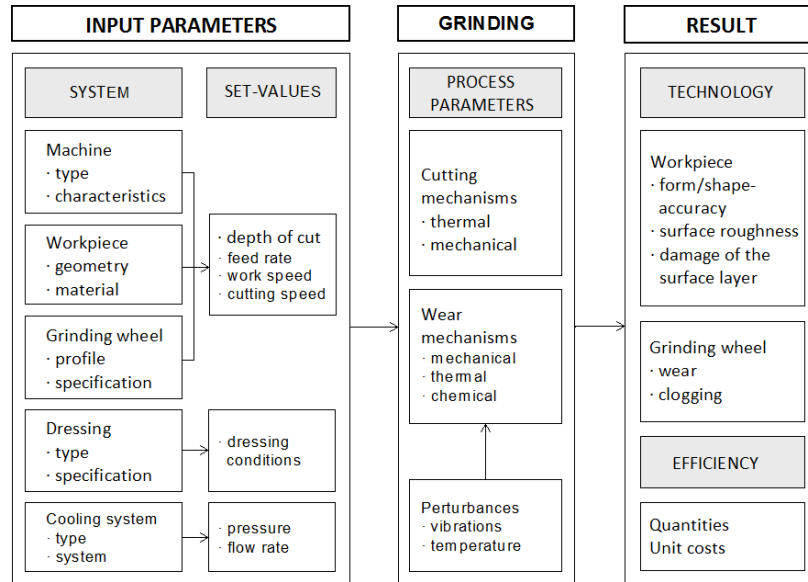 INPUT PARAMETERS
SYSTEM
SET-VALUES
Machine
· type
· characteristics
Workpiece
· geometry
· material
Grinding wheel
· profile
· specification
· depth of cut
· feed rate
· work speed
· cutting speed
Dressing
· type
· specification
· dressing
conditions
Cooling system
· type
· system
· pressure
· flow rate
GRINDING
PROCESS
PARAMETERS
Cutting
mechanisms
· thermal
· mechanical
Wear
mechanisms
· mechanical
· thermal
· chemical
Perturbances
· vibrations
· temperature
RESULT
TECHNOLOGY
Workpiece
· form/shape-
accuracy
· surface roughness
· damage of the
surface layer
Grinding wheel
· wear
· clogging
EFFICIENCY
Quantities
Unit costs